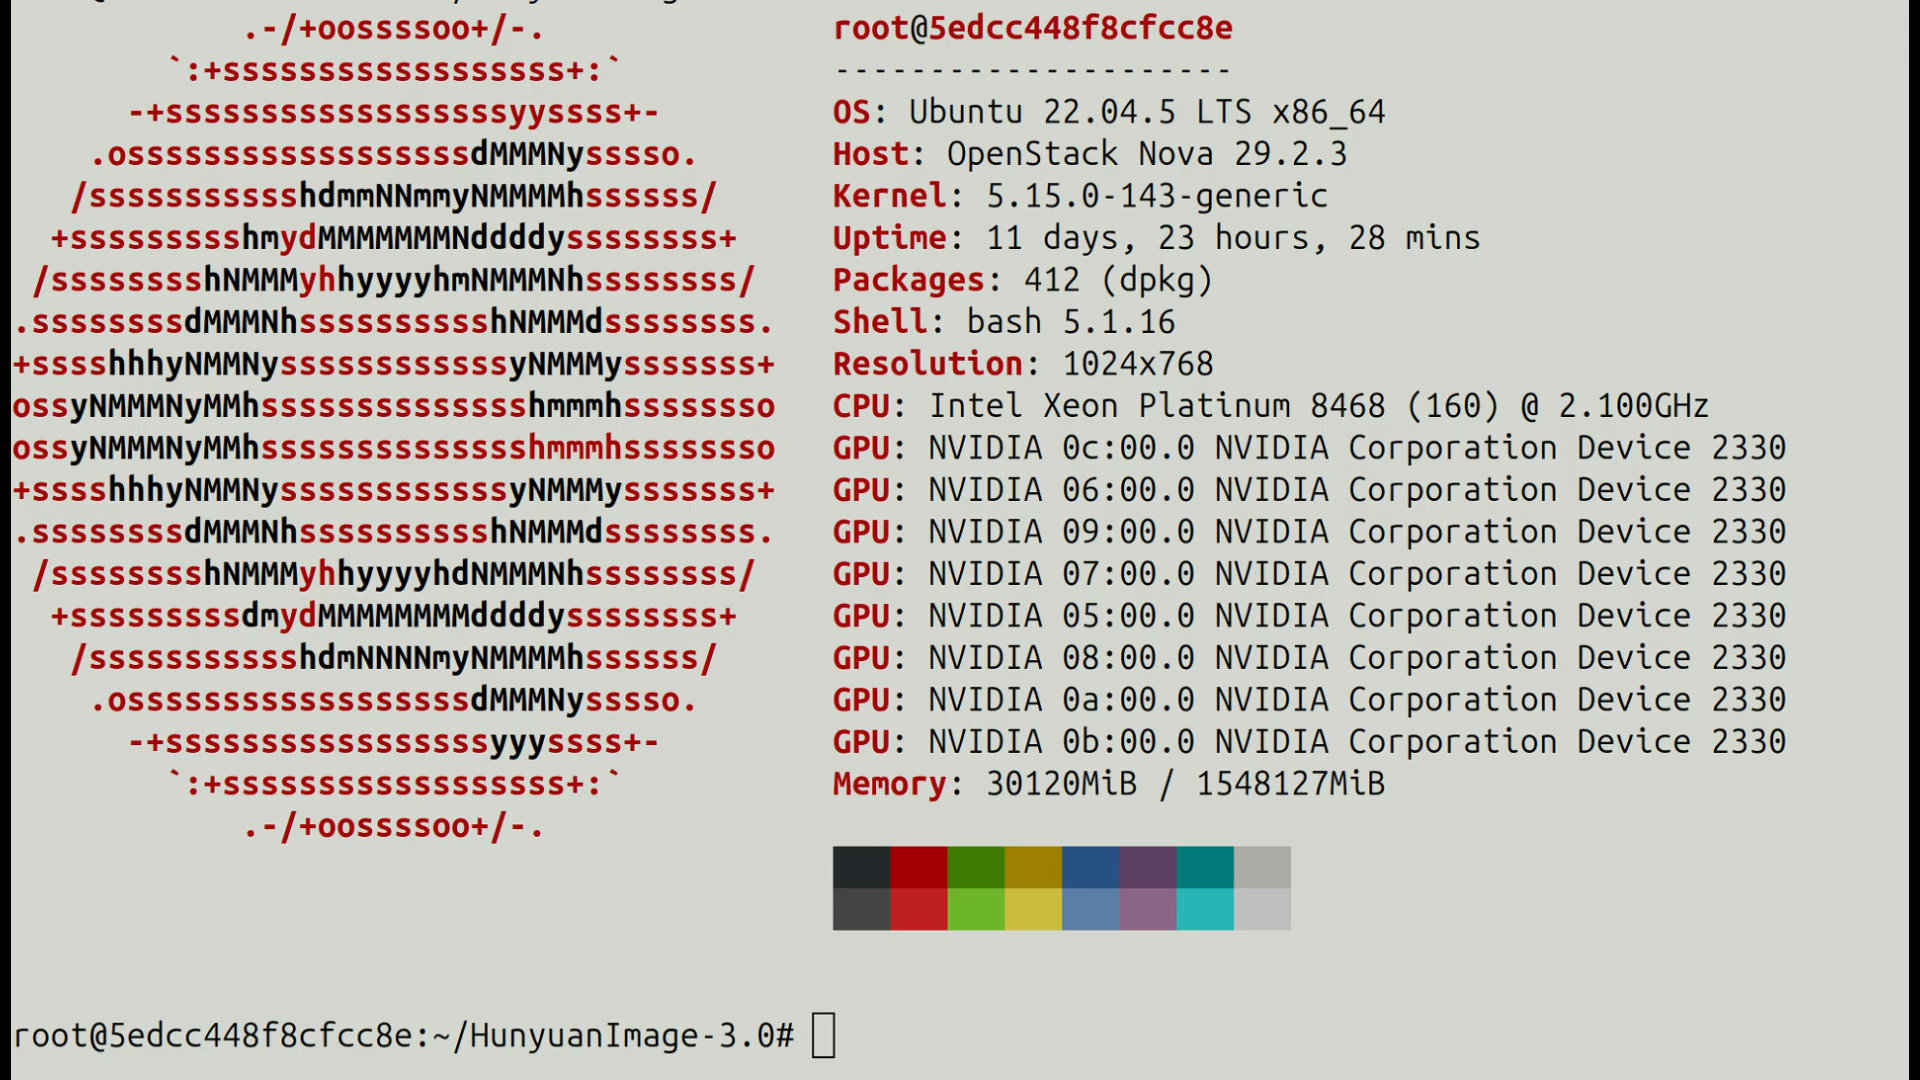 .-/+oossssoo+/-.
`:+ssssssssssssssssss+:`
-+ssssssssssssssssssyyssss+-
.ossssssssssssssssssdMMMNysssso.
/ssssssssssshdmmNNmmyNMMMMhssssss/
+ssssssssshmydMMMMMMMNddddyssssssss+
/sssssssshNMMMyhhyyyyhmNMMMNhssssssss/
.ssssssssdMMMNhsssssssssshNMMMdssssssss.
+sssshhhyNMMNyssssssssssssyNMMMysssssss+
ossyNMMMNyMMhsssssssssssssshmmmhssssssso
ossyNMMMNyMMhsssssssssssssshmmmhssssssso
+sssshhhyNMMNyssssssssssssyNMMMysssssss+
.ssssssssdMMMNhsssssssssshNMMMdssssssss.
/sssssssshNMMMyhhyyyyhdNMMMNhssssssss/
+sssssssssdmydMMMMMMMMddddyssssssss+
/ssssssssssshdmNNNNmyNMMMMhssssss/
.ossssssssssssssssssdMMMNysssso.
-+sssssssssssssssssyyyssss+-
`:+ssssssssssssssssss+:`
.-/+oossssoo+/-.
root@5edcc448f8cfcc8e
---------------------
OS: Ubuntu 22.04.5 LTS x86_64
Host: OpenStack Nova 29.2.3
Kernel: 5.15.0-143-generic
Uptime: 11 days, 23 hours, 28 mins
Packages: 412 (dpkg)
Shell: bash 5.1.16
Resolution: 1024x768
CPU: Intel Xeon Platinum 8468 (160) @ 2.100GHz
GPU: NVIDIA 0c:00.0 NVIDIA Corporation Device 2330
GPU: NVIDIA 06:00.0 NVIDIA Corporation Device 2330
GPU: NVIDIA 09:00.0 NVIDIA Corporation Device 2330
GPU: NVIDIA 07:00.0 NVIDIA Corporation Device 2330
GPU: NVIDIA 05:00.0 NVIDIA Corporation Device 2330
GPU: NVIDIA 08:00.0 NVIDIA Corporation Device 2330
GPU: NVIDIA 0a:00.0 NVIDIA Corporation Device 2330
GPU: NVIDIA 0b:00.0 NVIDIA Corporation Device 2330
Memory: 30120MiB / 1548127MiB
root@5edcc448f8cfcc8e:~/HunyuanImage-3.0#